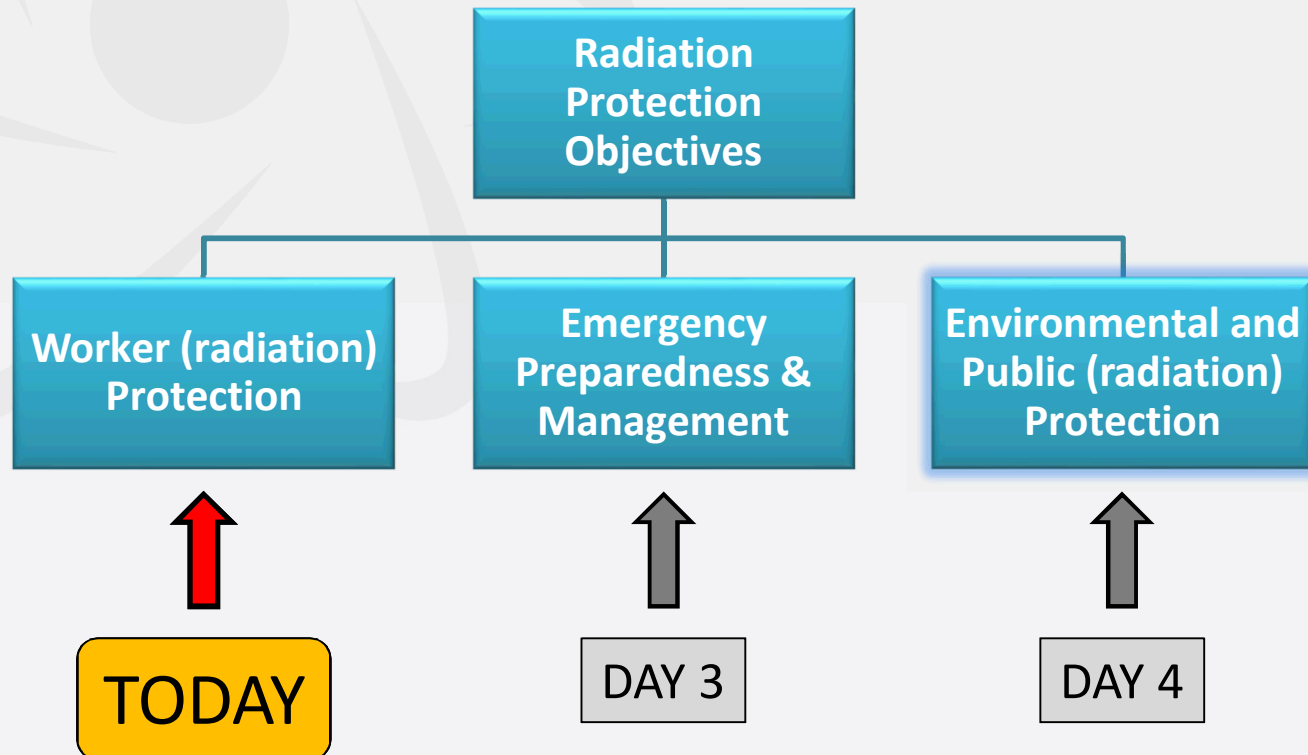 Radiation
Protection
Objectives
Worker (radiation)
Protection
Emergency
Preparedness &
Management
Environmental and
Public (radiation)
Protection
TODAY
DAY 3
DAY 4